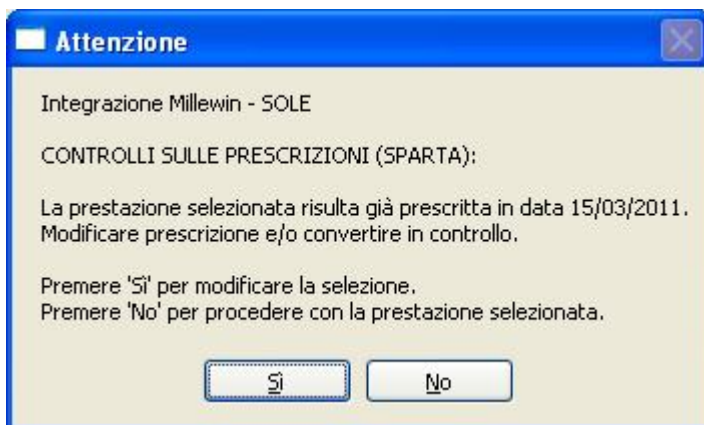 Attenzione
Integrazione Millewin - SOLE
CONTROLLI SULLE PRESCRIZIONI (SPARTA):
La prestazione selezionata risulta già prescritta in data 15/03/2011.
Modificare prescrizione e/o convertire in controllo.
Premere 'Sì' per modificare la selezione.
Premere 'No' per procedere con la prestazione selezionata.
Sì No